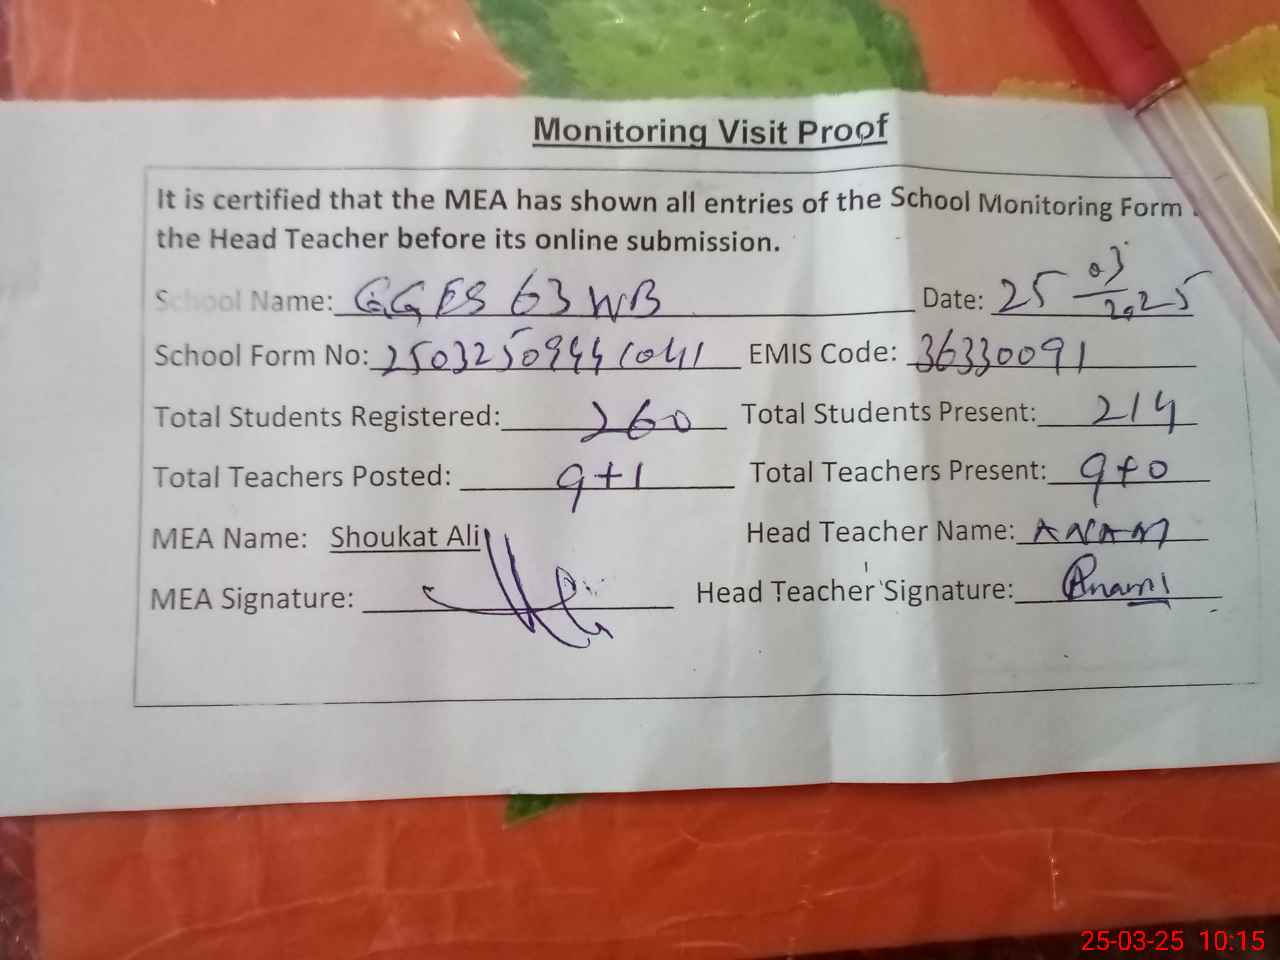 Monitoring Visit Proof
It is certified that the MEA has shown all entries of the School Monitoring Form
the Head Teacher before its online submission.
School Name: GGES 63 WB Date: 25 03 2025
School Form No: 2503250944 1041 EMIS Code: 36330091
Total Students Registered: 260 Total Students Present: 214
Total Teachers Posted: 9+1 Total Teachers Present: 9+0
MEA Name: Shoukat Ali Head Teacher Name: ANAM
MEA Signature: Head Teacher Signature: Anam
25-03-25 10:15